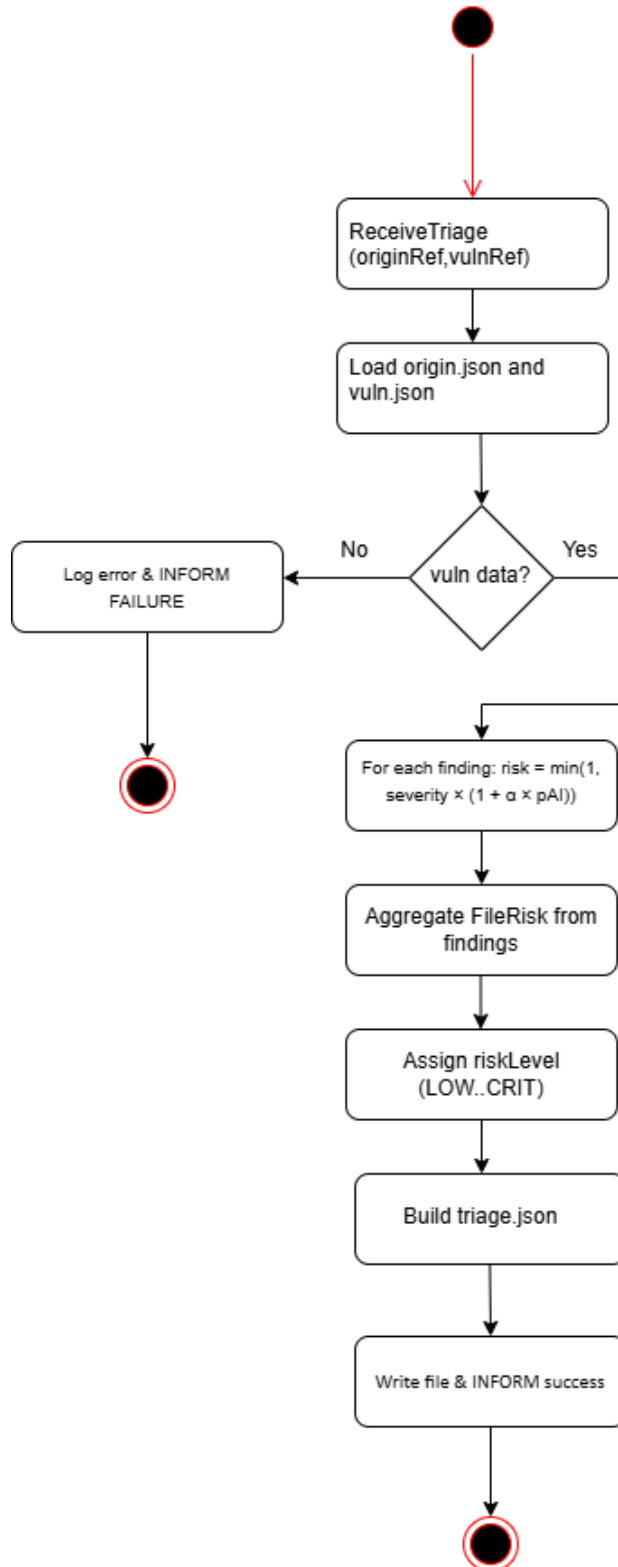 ReceiveTriage
(originRef,vulnRef)
Load origin.json and
vuln.json
No
Yes
vuln data?
Log error & INFORM
FAILURE
For each finding: risk = min(1,
severity × (1 + α × pAI))
Aggregate FileRisk from
findings
Assign riskLevel
(LOW..CRIT)
Build triage.json
Write file & INFORM success